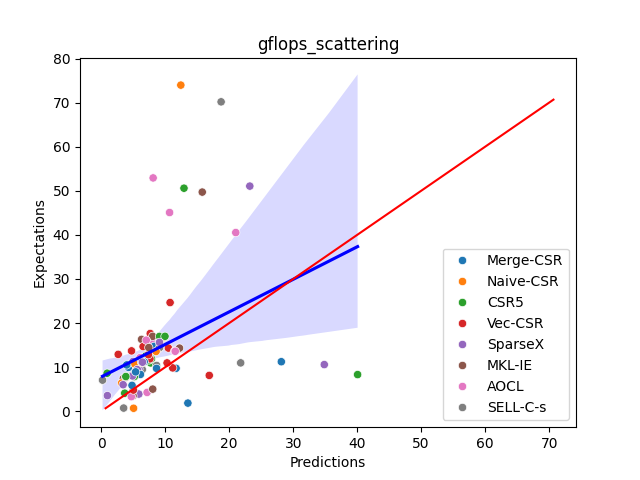 gflops_scattering
80
70
60
50
40
30
20
10
0
Expectations
Merge-CSR
Naive-CSR
CSR5
Vec-CSR
SparseX
MKL-IE
AOCL
SELL-C-s
0 10 20 30 40 50 60 70
Predictions